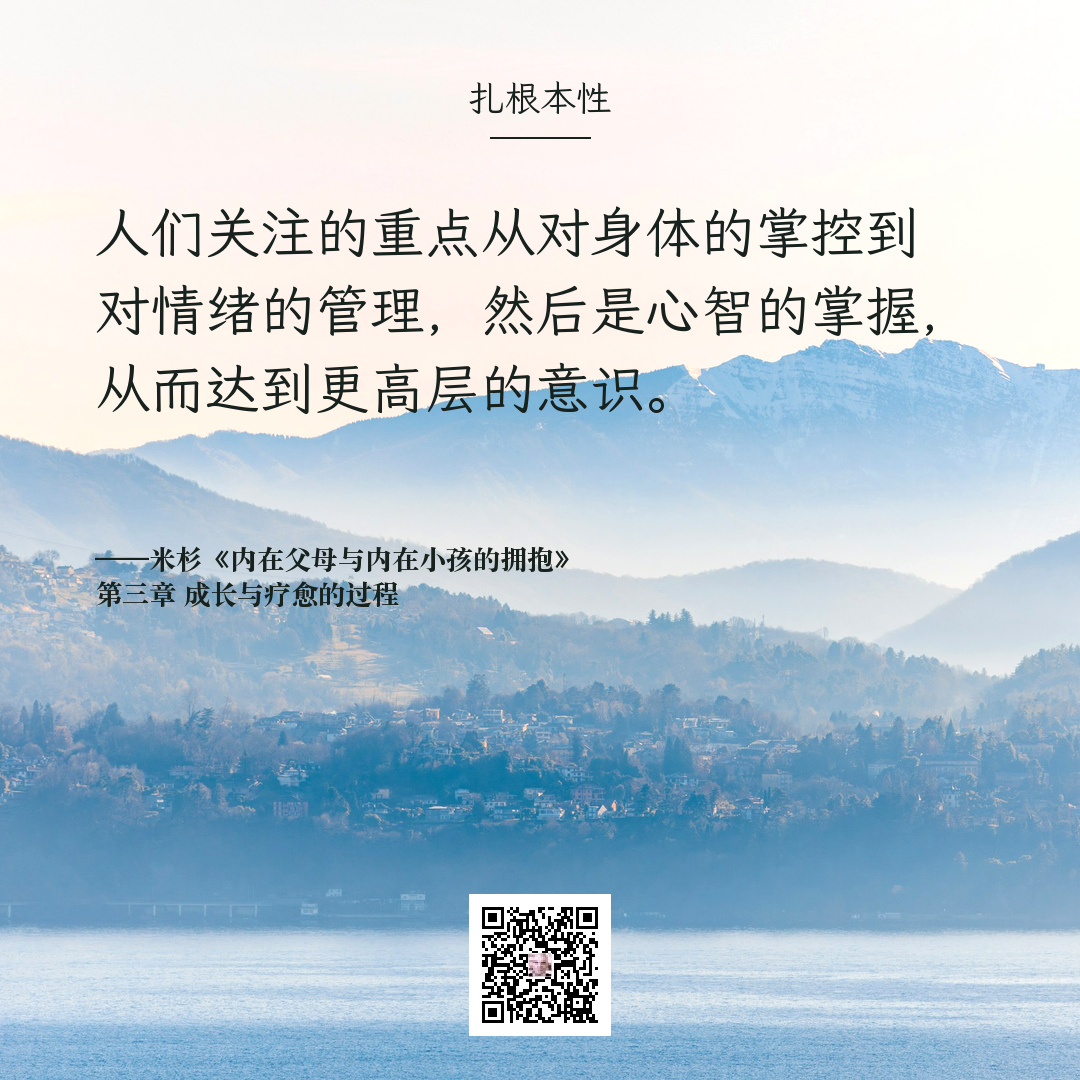 扎根本性
人们关注的重点从对身体的掌控到
对情绪的管理，然后是心智的掌握，
从而达到更高层的意识。
——米杉《内在父母与内在小孩的拥抱》
第三章 成长与疗愈的过程